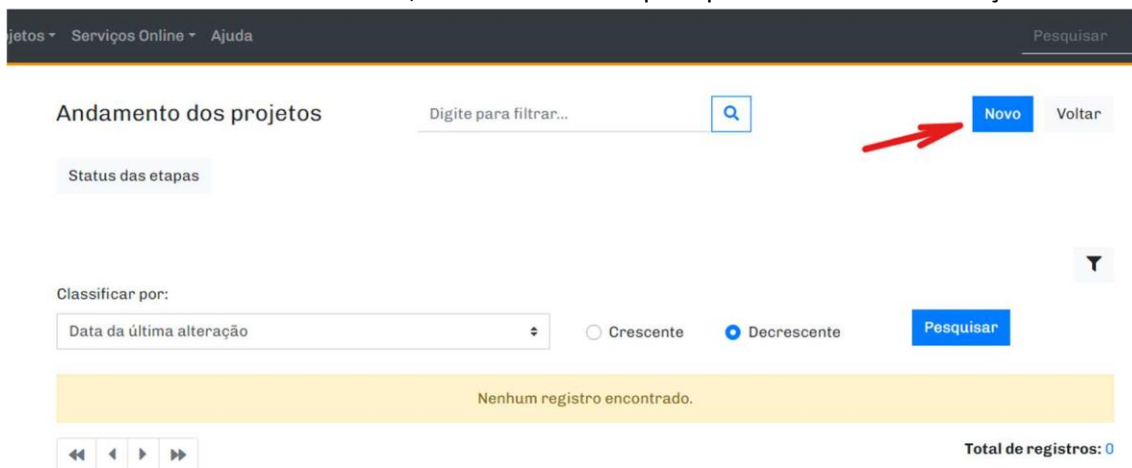 Serviços Online Ajuda Pesquisar
Andamento dos projetos Digite para filtrar... Novo Voltar
Status das etapas
Classificar por:
Data da última alteração Crescente Decrescente Pesquisar
Nenhum registro encontrado.
Total de registros: 0